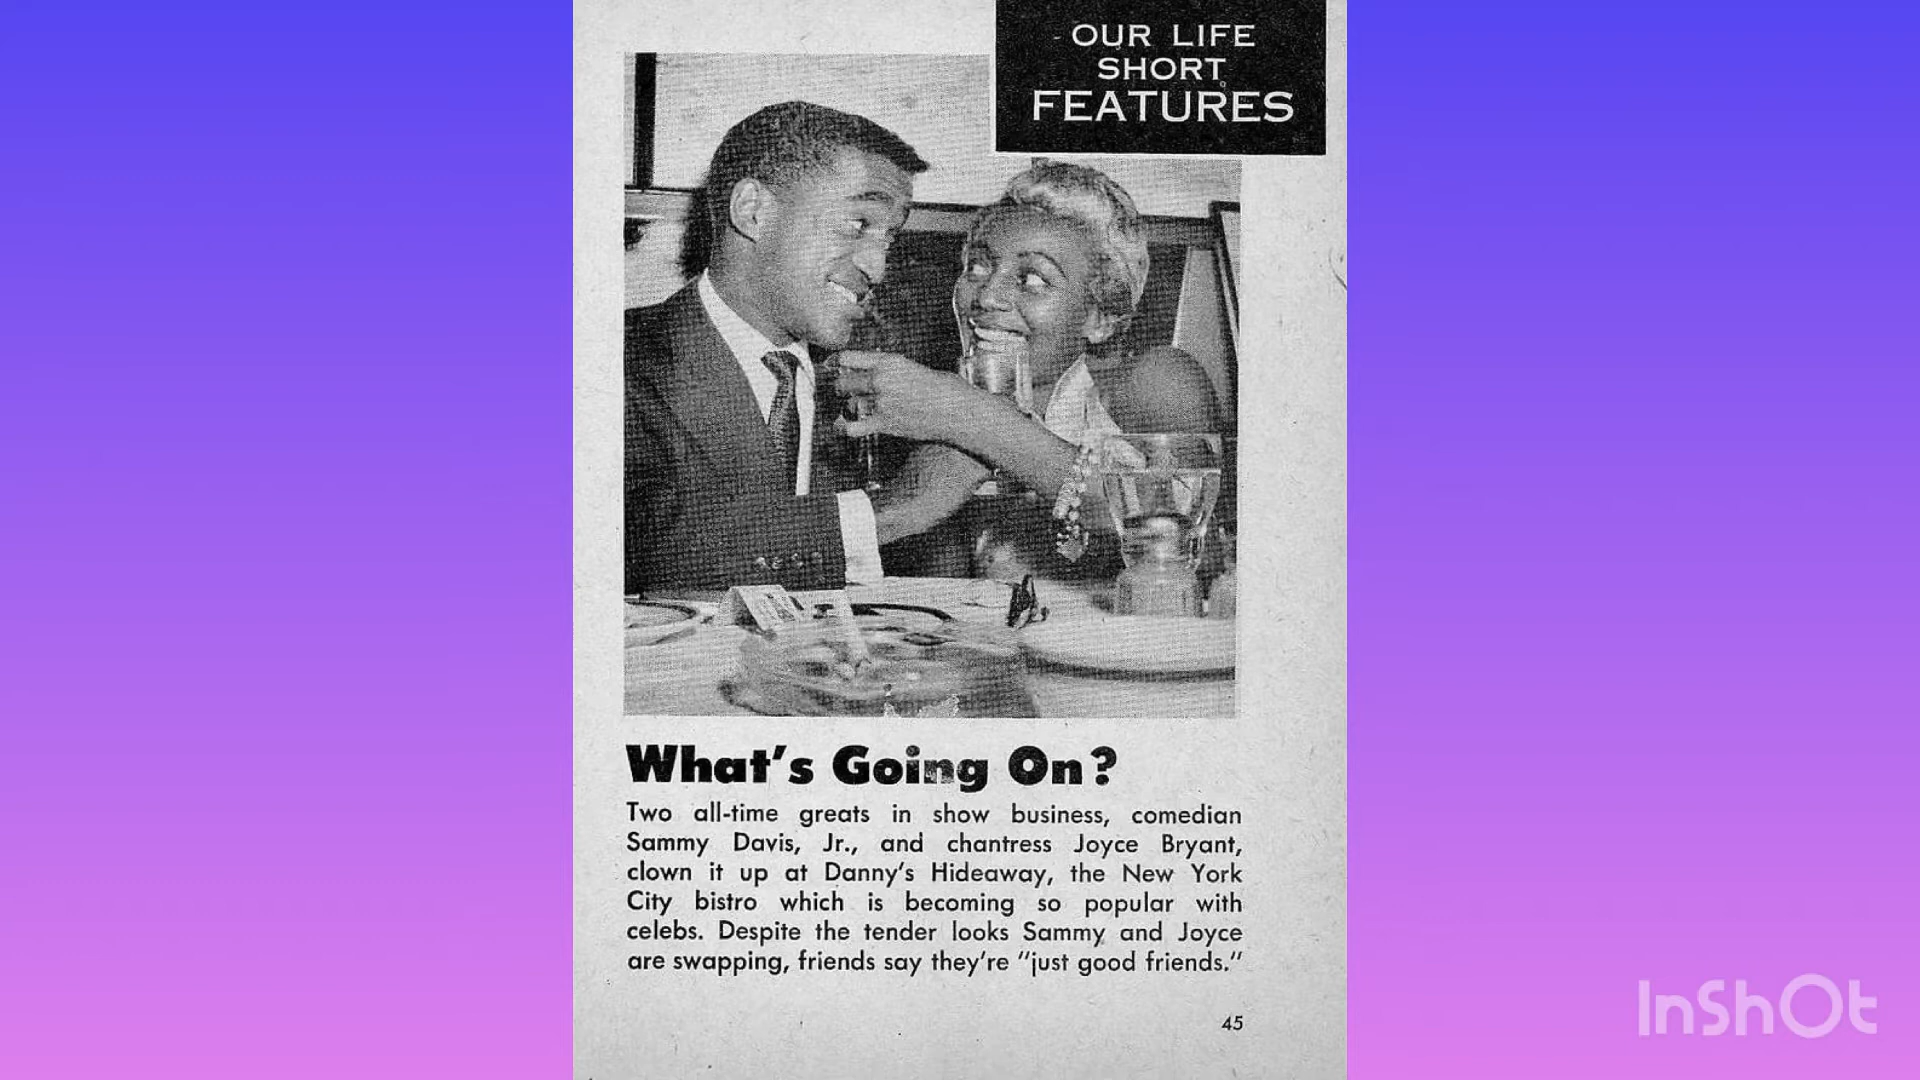 OUR LIFE
SHORT
FEATURES
What's Going On?
Two all-time greats in show business, comedian
Sammy Davis, Jr., and chantress Joyce Bryant,
clown it up at Danny's Hideaway, the New York
City bistro which is becoming so popular with
celebs. Despite the tender looks Sammy and Joyce
are swapping, friends say they're "just good friends."
45
InShOt